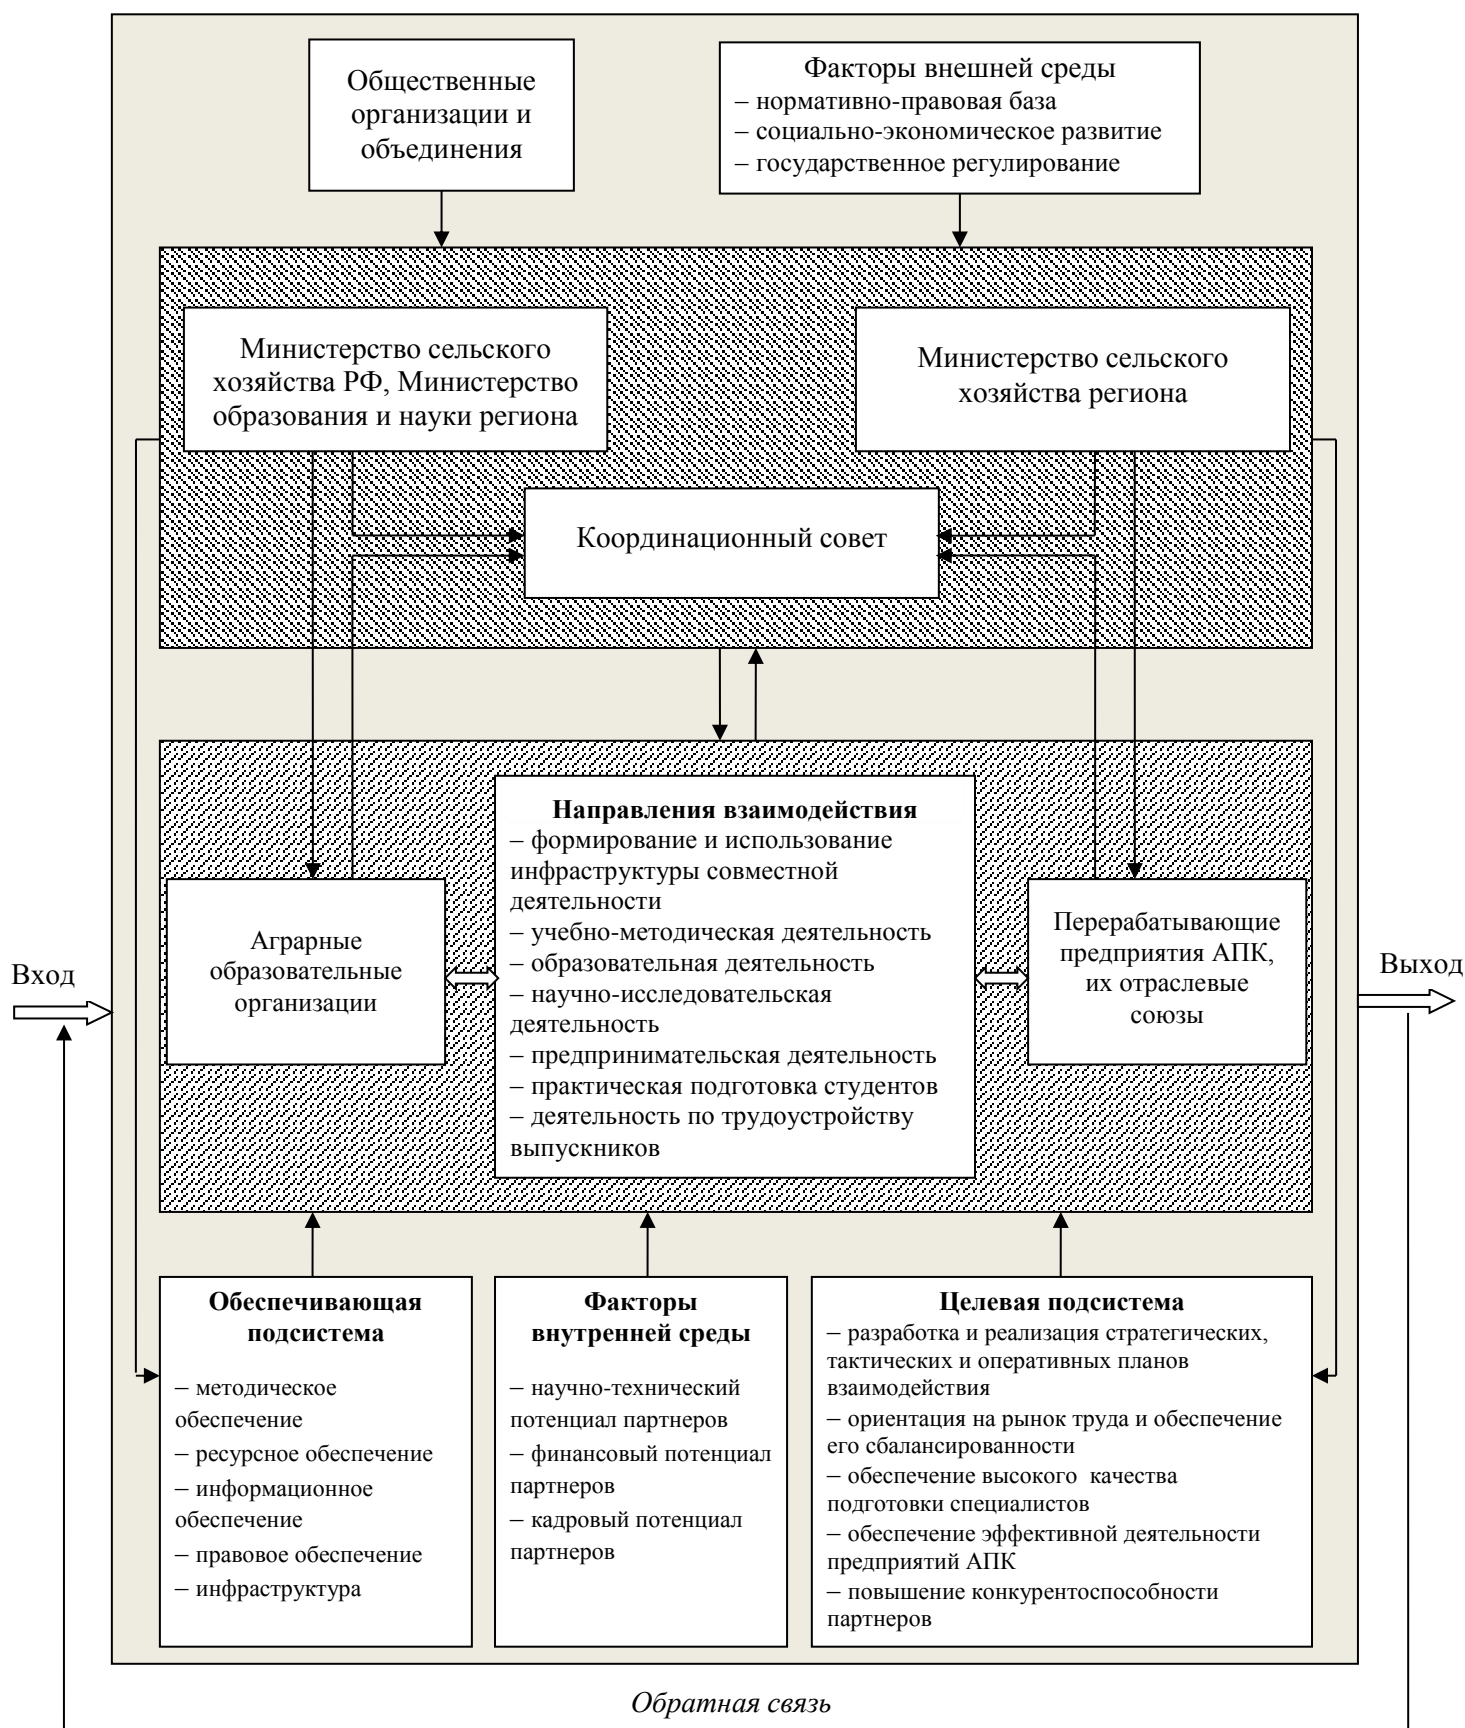 Общественные
организации и
объединения
Факторы внешней среды
– нормативно-правовая база
– социально-экономическое развитие
– государственное регулирование
Министерство сельского
хозяйства РФ, Министерство
образования и науки региона
Министерство сельского
хозяйства региона
Координационный совет
Направления взаимодействия
– формирование и использование
инфраструктуры совместной
деятельности
– учебно-методическая деятельность
– образовательная деятельность
– научно-исследовательская
деятельность
– предпринимательская деятельность
– практическая подготовка студентов
– деятельность по трудоустройству
выпускников
Аграрные
образовательные
организации
Перерабатывающие
предприятия АПК,
их отраслевые
союзы
Вход
Выход
Обеспечивающая
подсистема
– методическое
обеспечение
– ресурсное обеспечение
– информационное
обеспечение
– правовое обеспечение
– инфраструктура
Факторы
внутренней среды
– научно-технический
потенциал партнеров
– финансовый потенциал
партнеров
– кадровый потенциал
партнеров
Целевая подсистема
– разработка и реализация стратегических,
тактических и оперативных планов
взаимодействия
– ориентация на рынок труда и обеспечение
его сбалансированности
– обеспечение высокого качества
подготовки специалистов
– обеспечение эффективной деятельности
предприятий АПК
– повышение конкурентоспособности
партнеров
Обратная связь